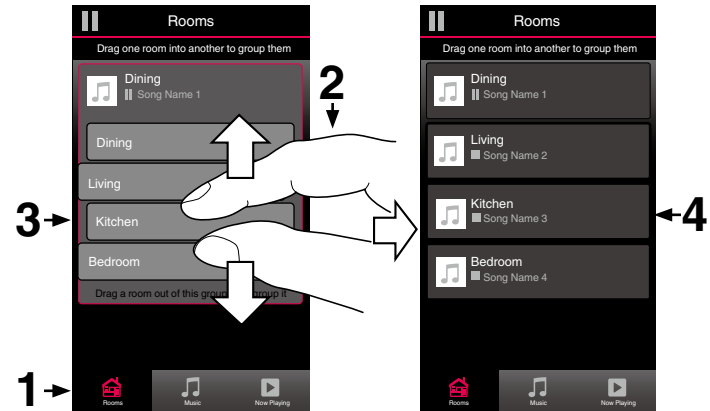 Rooms
Drag one room into another to group them
Dining
Song Name 1
Dining
Living
Kitchen
Bedroom
Drag a room out of this group it
Rooms
Music
Now Playing
1
2
3
Rooms
Drag one room into another to group them
Dining
Song Name 1
Living
Song Name 2
Kitchen
Song Name 3
Bedroom
Song Name 4
Rooms
Music
Now Playing
4